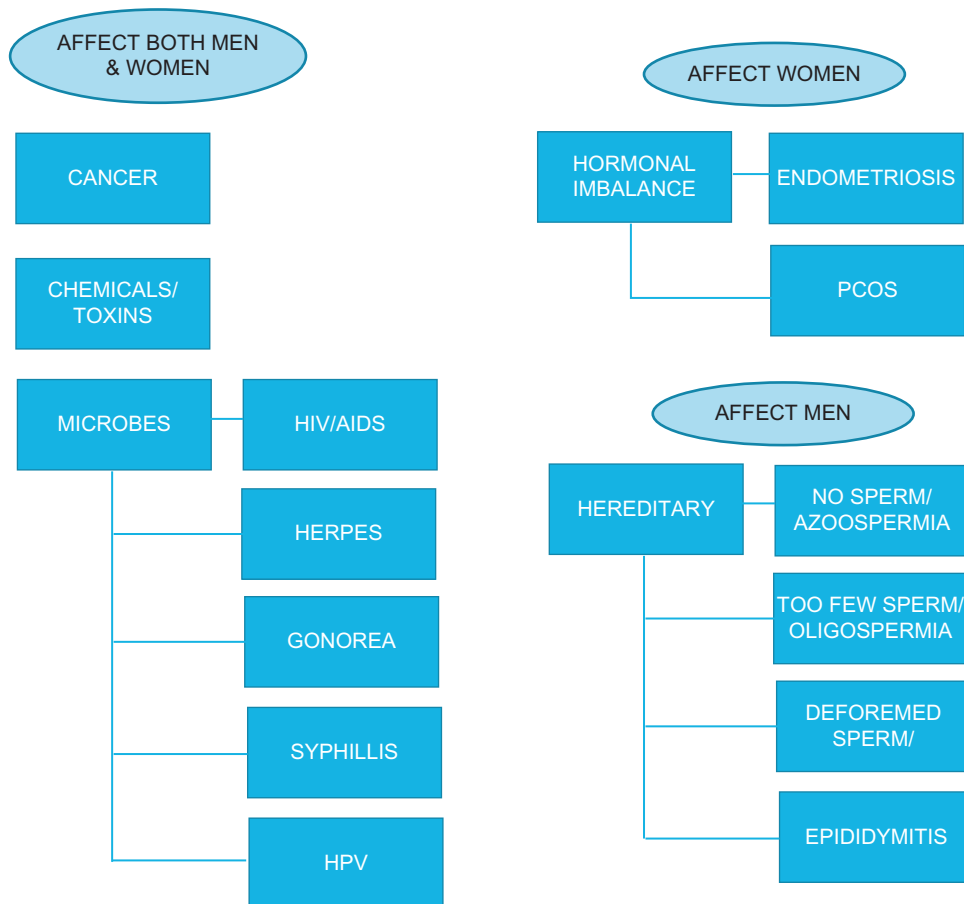 AFFECT BOTH MEN
& WOMEN
CANCER
CHEMICALS/
TOXINS
MICROBES
HIV/AIDS
HERPES
GONOREA
SYPHILLIS
HPV
AFFECT WOMEN
HORMONAL
IMBALANCE
ENDOMETRIOSIS
PCOS
AFFECT MEN
HEREDITARY
NO SPERM/
AZOOSPERMIA
TOO FEW SPERM/
OLIGOSPERMIA
DEFOREMED
SPERM/
EPIDIDYMITIS